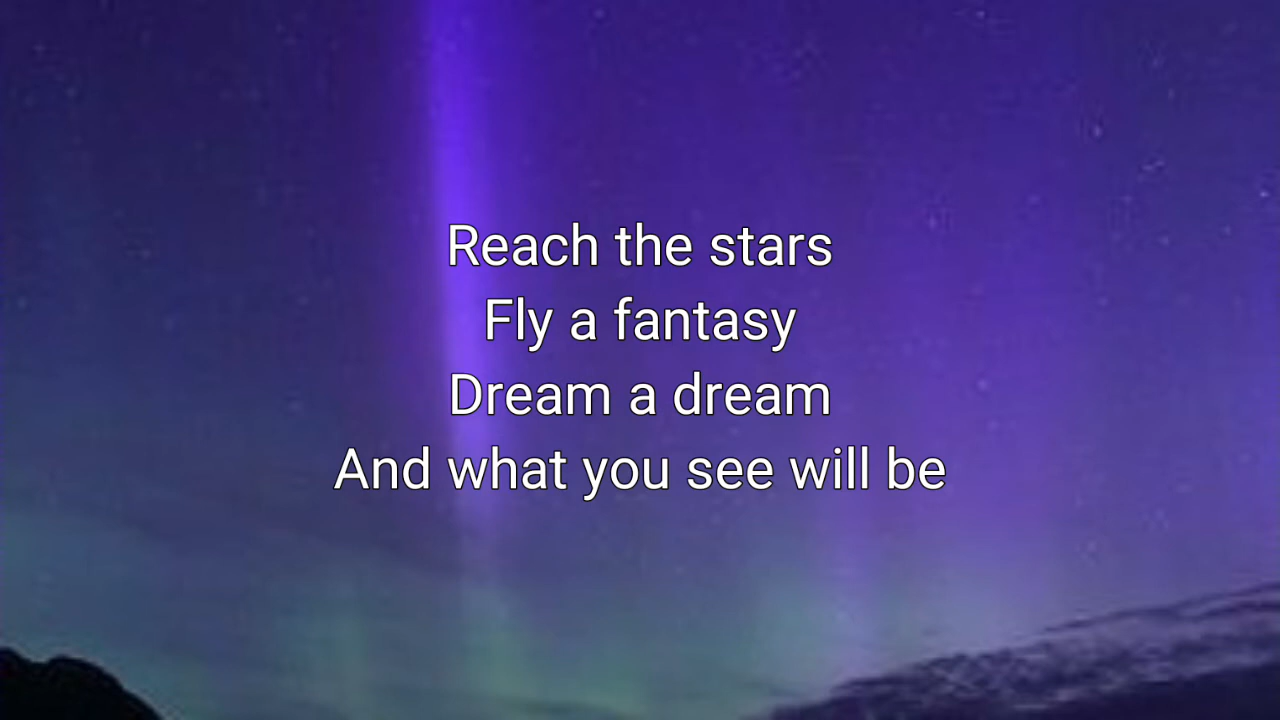 Reach the stars
Fly a fantasy
Dream a dream
And what you see will be